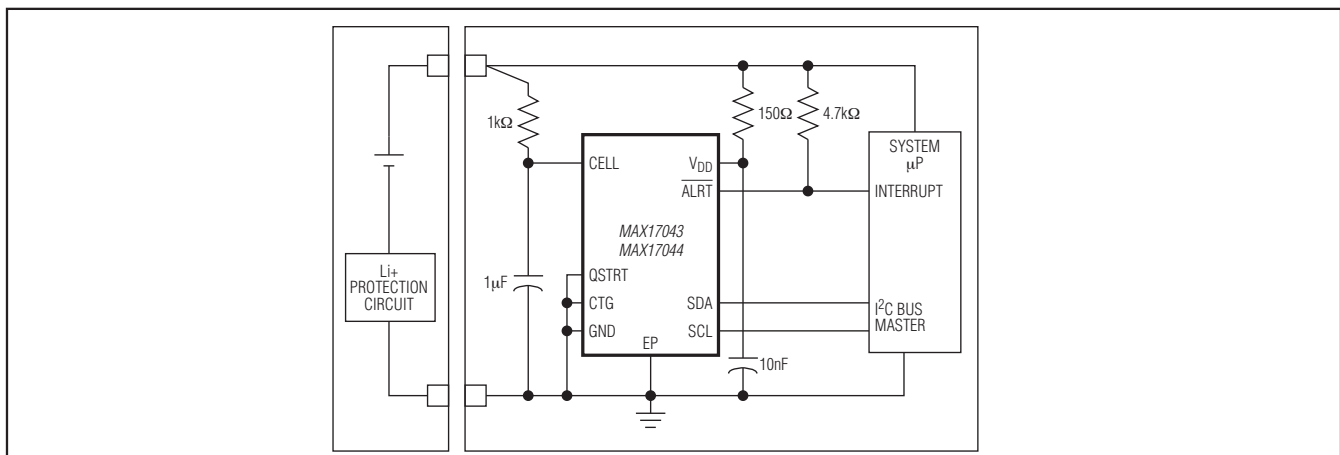 1kΩ
150Ω
4.7kΩ
SYSTEM
μP
CELL
VDD
ALRT
INTERRUPT
MAX17043
MAX17044
Li+
PROTECTION
CIRCUIT
1μF
QSTRT
CTG
GND
EP
SDA
SCL
I²C BUS
MASTER
10nF